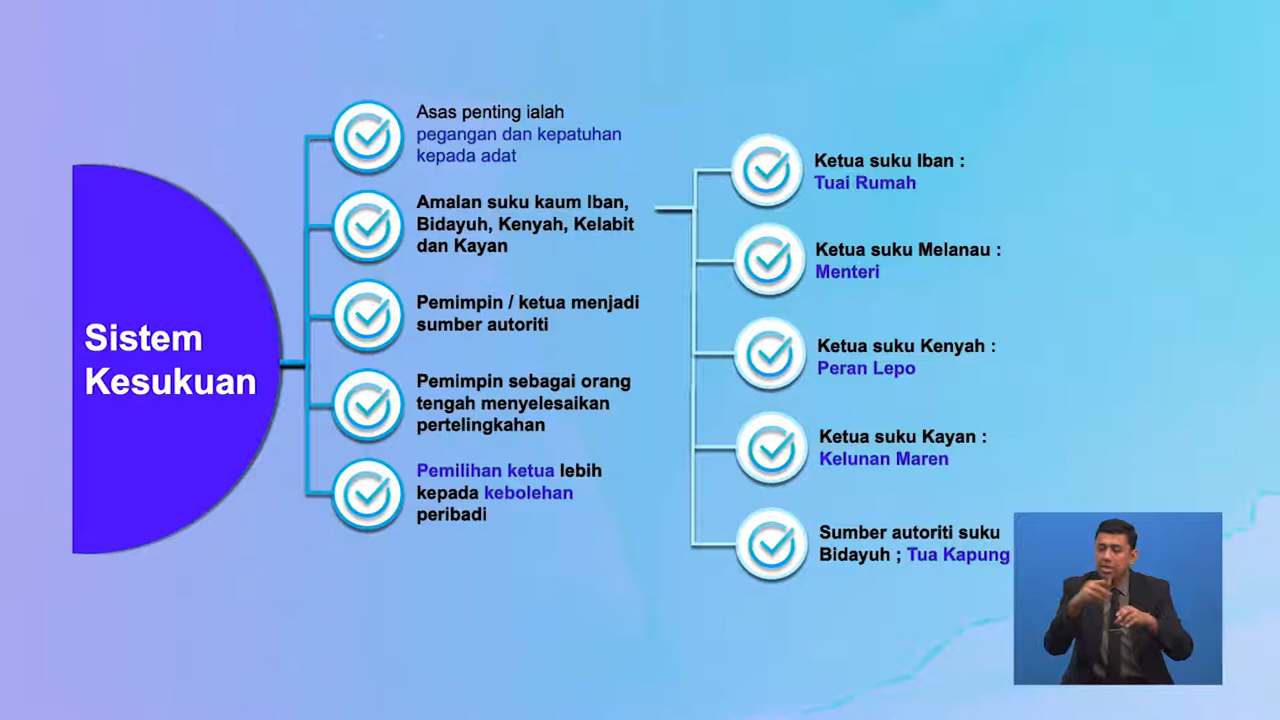 Sistem
Kesukuan
Asas penting ialah
pegangan dan kepatuhan
kepada adat
Amalan suku kaum Iban,
Bidayuh, Kenyah, Kelabit
dan Kayan
Pemimpin / ketua menjadi
sumber autoriti
Pemimpin sebagai orang
tengah menyelesaikan
pertelingkahan
Pemilihan ketua lebih
kepada kebolehan
peribadi
Ketua suku Iban :
Tuai Rumah
Ketua suku Melanau :
Menteri
Ketua suku Kenyah :
Peran Lepo
Ketua suku Kayan :
Kelunan Maren
Sumber autoriti suku
Bidayuh ; Tua Kapung